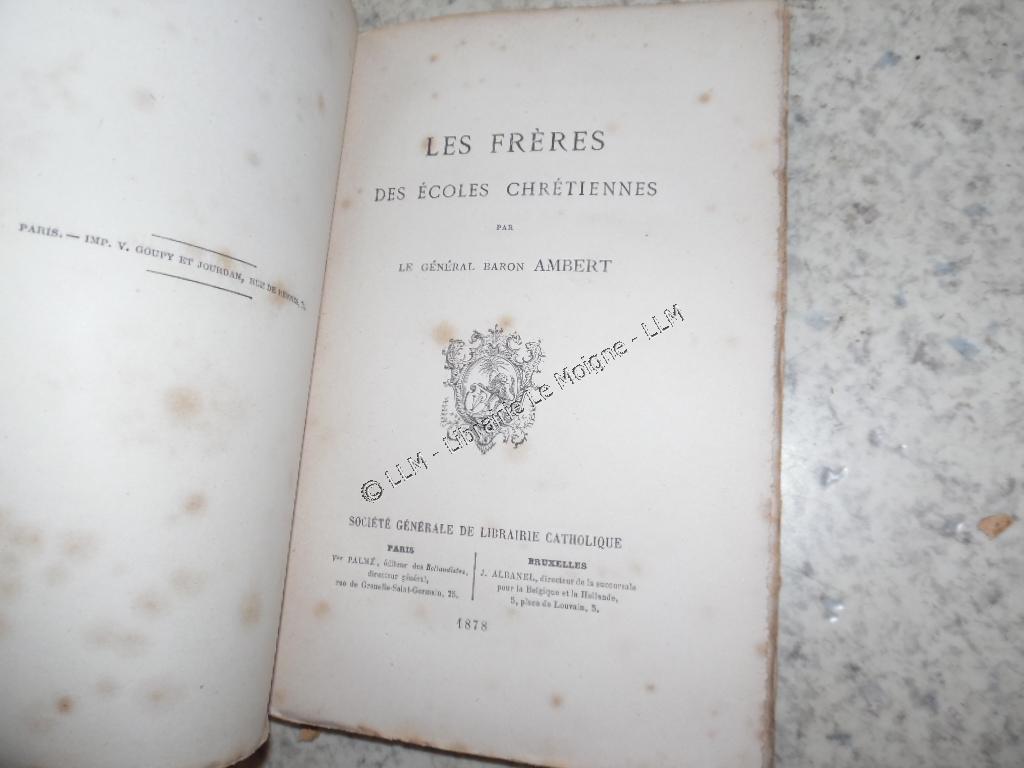 PARIS. — IMP. V. GOUPY ET JOURDAN, RUE DE RENNES,
LES FRÈRES
DES ÉCOLES CHRÉTIENNES
PAR
LE GÉNÉRAL BARON AMBERT
© LLM - Librairie Le Moigne - LLM
SOCIÉTÉ GÉNÉRALE DE LIBRAIRIE CATHOLIQUE
PARIS
Vor PALMÉ, éditeur des Bollandistes,
directeur général,
rue de Grenelle-Saint-Germain, 25.
BRUXELLES
J. ALBANEL, directeur de la succursale
pour la Belgique et la Hollande,
5, place de Louvain, 5.
1878